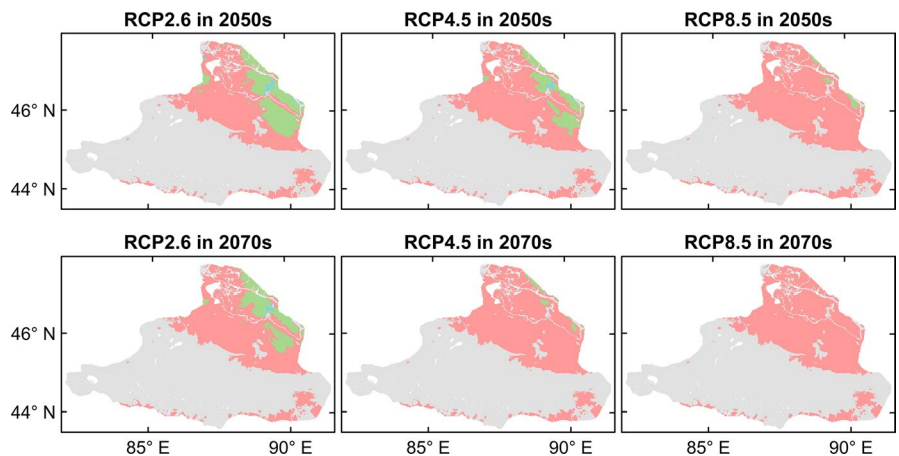 RCP2.6 in 2050s RCP4.5 in 2050s RCP8.5 in 2050s
46° N
44° N
RCP2.6 in 2070s RCP4.5 in 2070s RCP8.5 in 2070s
46° N
44° N
85° E 90° E 85° E 90° E 85° E 90° E